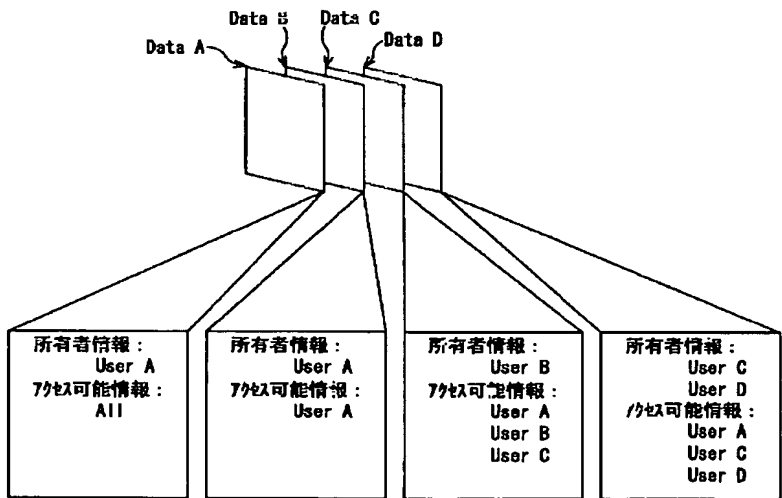 Data A
Data B
Data C
Data D
所有者情報：
User A
アクセス可能情報：
All
所有者情報：
User A
アクセス可能情報：
User A
所有者情報：
User B
アクセス可能情報：
User A
User B
User C
所有者情報：
User C
User D
アクセス可能情報：
User A
User C
User D